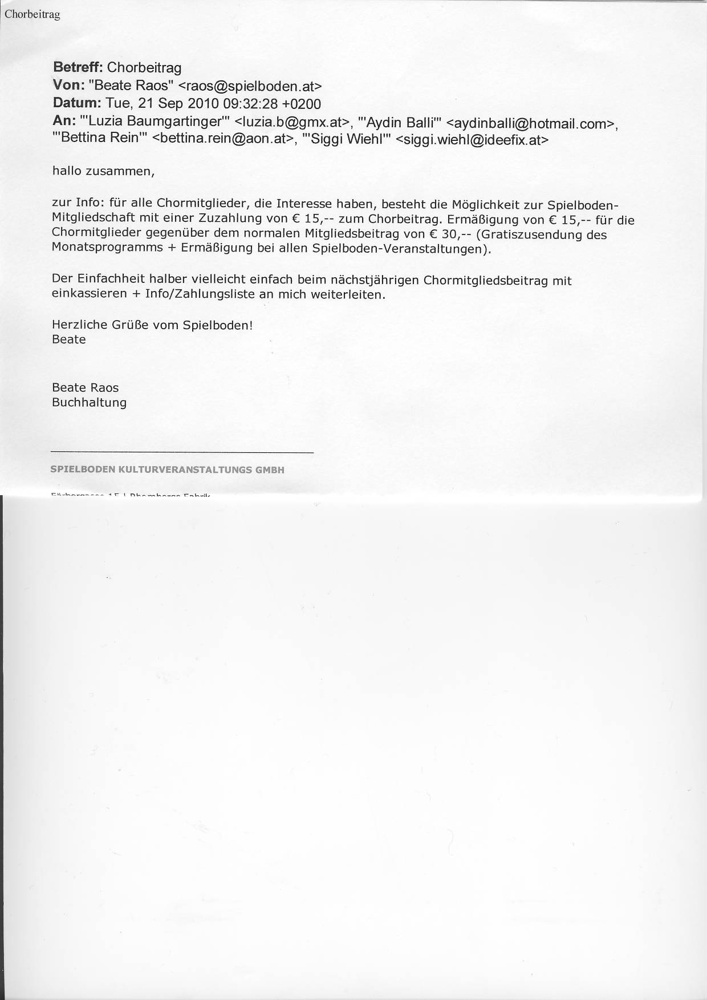 Chorbeitrag
Betreff: Chorbeitrag
Von: "Beate Raos" <raos@spielboden.at>
Datum: Tue, 21 Sep 2010 09:32:28 +0200
An: "'Luzia Baumgartinger'" <luzia.b@gmx.at>, "'Aydin Balli'" <aydinballi@hotmail.com>,
"'Bettina Rein'" <bettina.rein@aon.at>, "'Siggi Wiehl'" <siggi.wiehl@ideefix.at>
hallo zusammen,
zur Info: für alle Chormitglieder, die Interesse haben, besteht die Möglichkeit zur Spielboden-
Mitgliedschaft mit einer Zuzahlung von € 15,-- zum Chorbeitrag. Ermäßigung von € 15,-- für die
Chormitglieder gegenüber dem normalen Mitgliedsbeitrag von € 30,-- (Gratiszusendung des
Monatsprogramms + Ermäßigung bei allen Spielboden-Veranstaltungen).
Der Einfachheit halber vielleicht einfach beim nächstjährigen Chormitgliedsbeitrag mit
einkassieren + Info/Zahlungsliste an mich weiterleiten.
Herzliche Grüße vom Spielboden!
Beate
Beate Raos
Buchhaltung
SPIELBODEN KULTURVERANSTALTUNGS GMBH